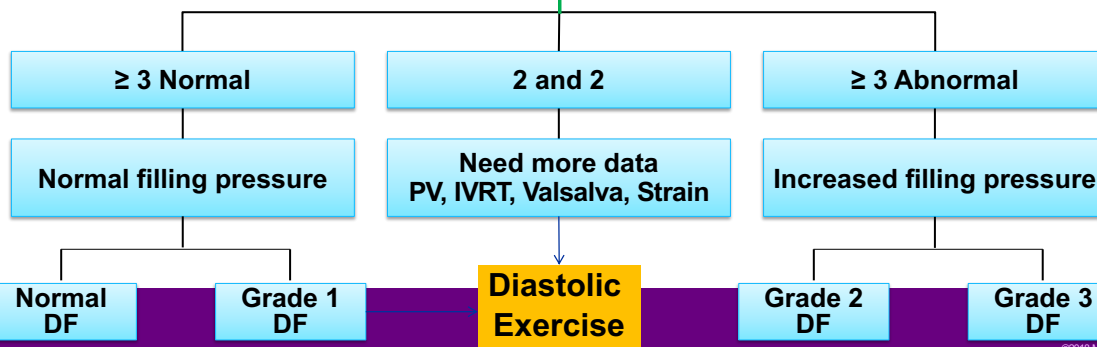 ≥ 3 Normal
2 and 2
≥ 3 Abnormal
Normal filling pressure
Need more data
PV, IVRT, Valsalva, Strain
Increased filling pressure
Normal
DF
Grade 1
DF
Diastolic
Exercise
Grade 2
DF
Grade 3
DF